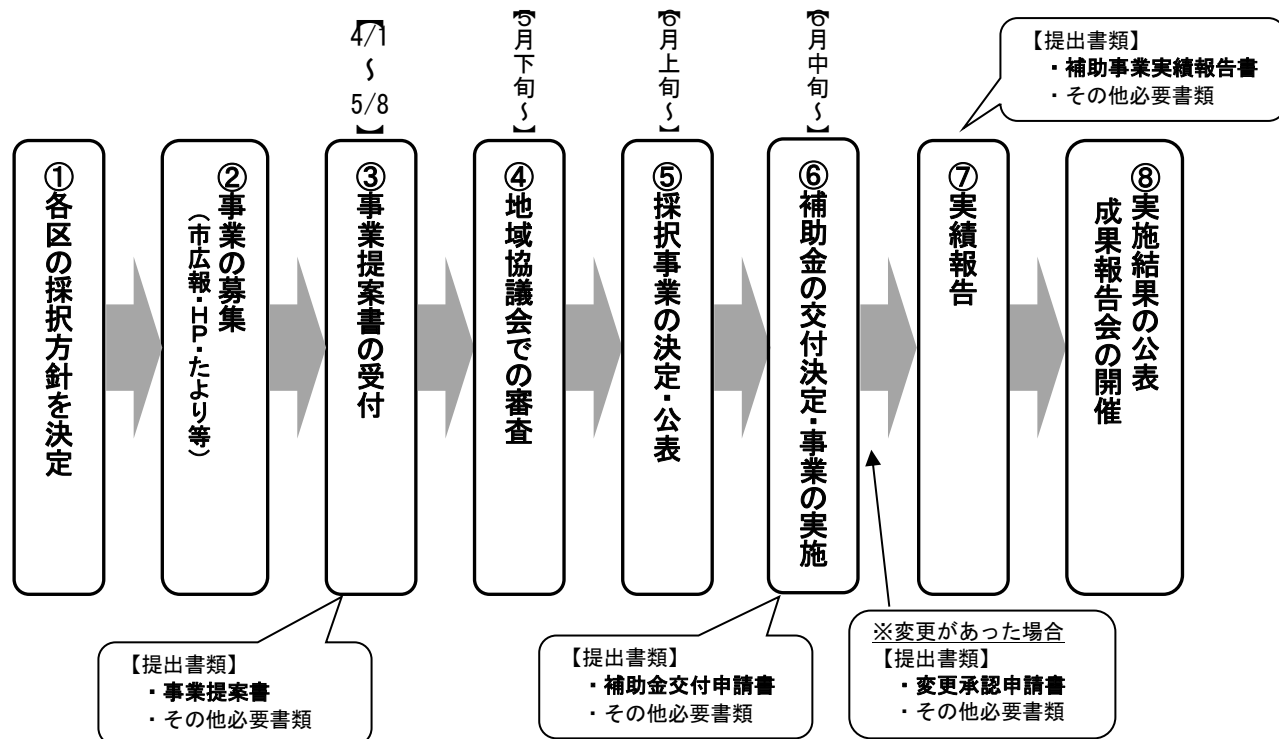 【4/1～5/8】
【5月下旬～】
【6月上旬～】
【6月中旬～】
【提出書類】
・補助事業実績報告書
・その他必要書類
①各区の採択方針を決定
②事業の募集
（市広報・HP・たより等）
③事業提案書の受付
④地域協議会での審査
⑤採択事業の決定・公表
⑥補助金の交付決定・事業の実施
⑦実績報告
⑧実施結果の公表
成果報告会の開催
【提出書類】
・事業提案書
・その他必要書類
【提出書類】
・補助金交付申請書
・その他必要書類
※変更があった場合
【提出書類】
・変更承認申請書
・その他必要書類